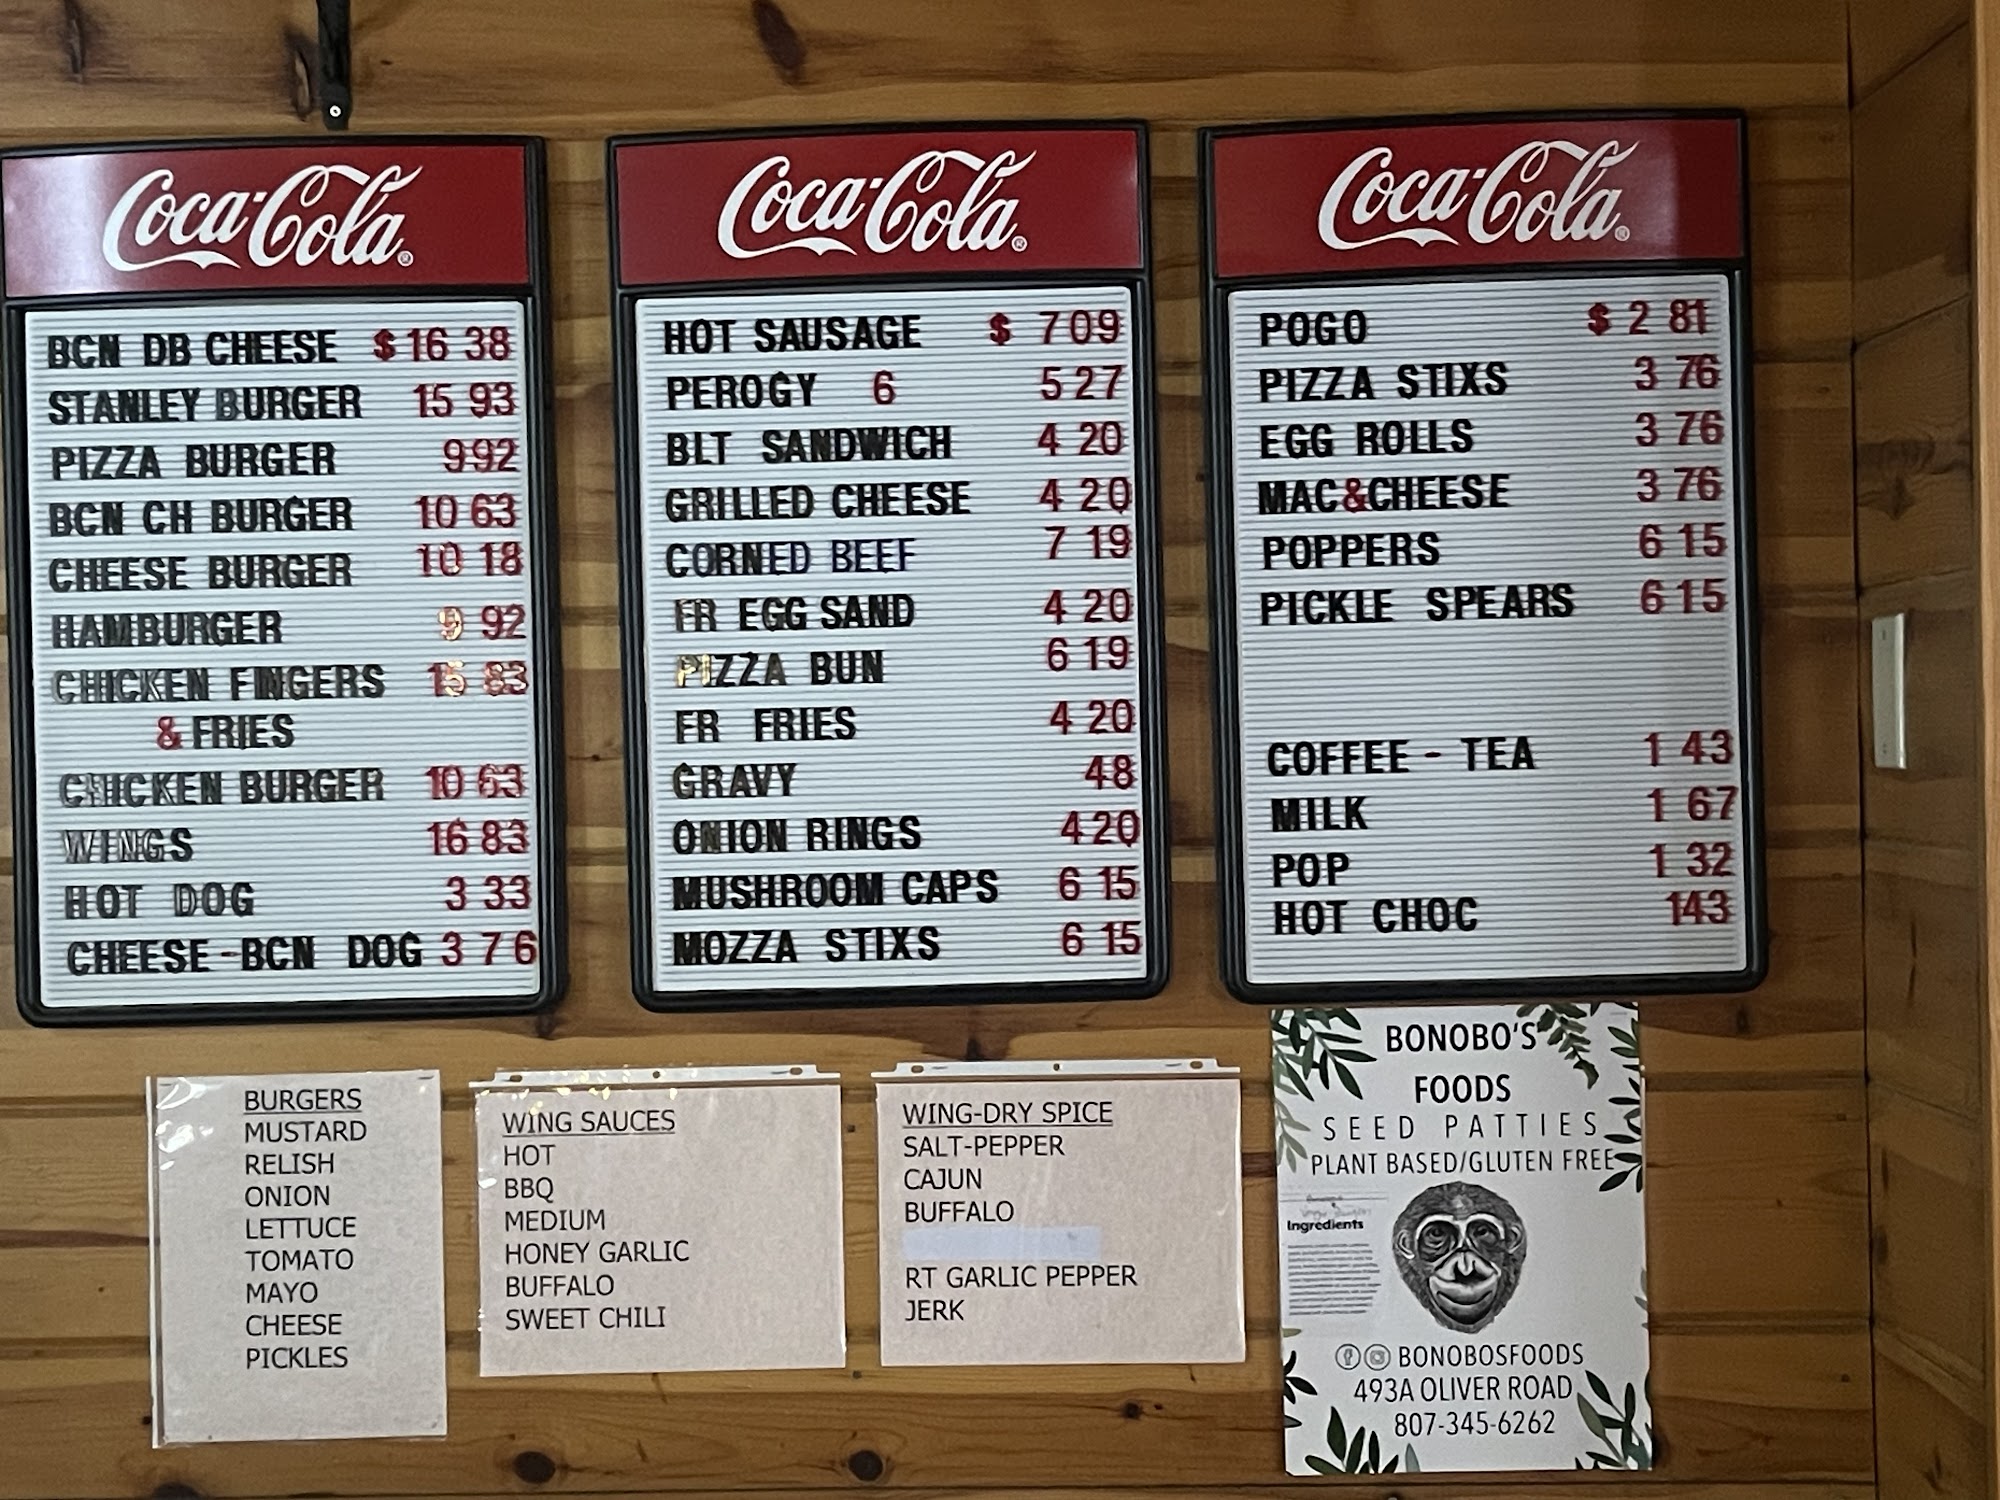 Coca-Cola®
BCN DB CHEESE $16 38
STANLEY BURGER 15 93
PIZZA BURGER 992
BCN CH BURGER 10 63
CHEESE BURGER 10 18
HAMBURGER 9 92
CHICKEN FINGERS 15 83
& FRIES
CHICKEN BURGER 10 63
WINGS 16 83
HOT DOG 3 33
CHEESE-BCN DOG 3 7 6
Coca-Cola®
HOT SAUSAGE $ 7 09
PEROGY 6 5 27
BLT SANDWICH 4 20
GRILLED CHEESE 4 20
CORNED BEEF 7 19
FR EGG SAND 4 20
PIZZA BUN 6 19
FR FRIES 4 20
GRAVY 48
ONION RINGS 4 20
MUSHROOM CAPS 6 15
MOZZA STIXS 6 15
Coca-Cola®
POGO $ 2 81
PIZZA STIXS 3 76
EGG ROLLS 3 76
MAC&CHEESE 3 76
POPPERS 6 15
PICKLE SPEARS 6 15
COFFEE - TEA 1 43
MILK 1 67
POP 1 32
HOT CHOC 143
BURGERS
MUSTARD
RELISH
ONION
LETTUCE
TOMATO
MAYO
CHEESE
PICKLES
WING SAUCES
HOT
BBQ
MEDIUM
HONEY GARLIC
BUFFALO
SWEET CHILI
WING-DRY SPICE
SALT-PEPPER
CAJUN
BUFFALO
RT GARLIC PEPPER
JERK
BONOBO'S
FOODS
SEED PATTIES
PLANT BASED/GLUTEN FREE
Ingredients
BONOBOSFOODS
493A OLIVER ROAD
807-345-6262